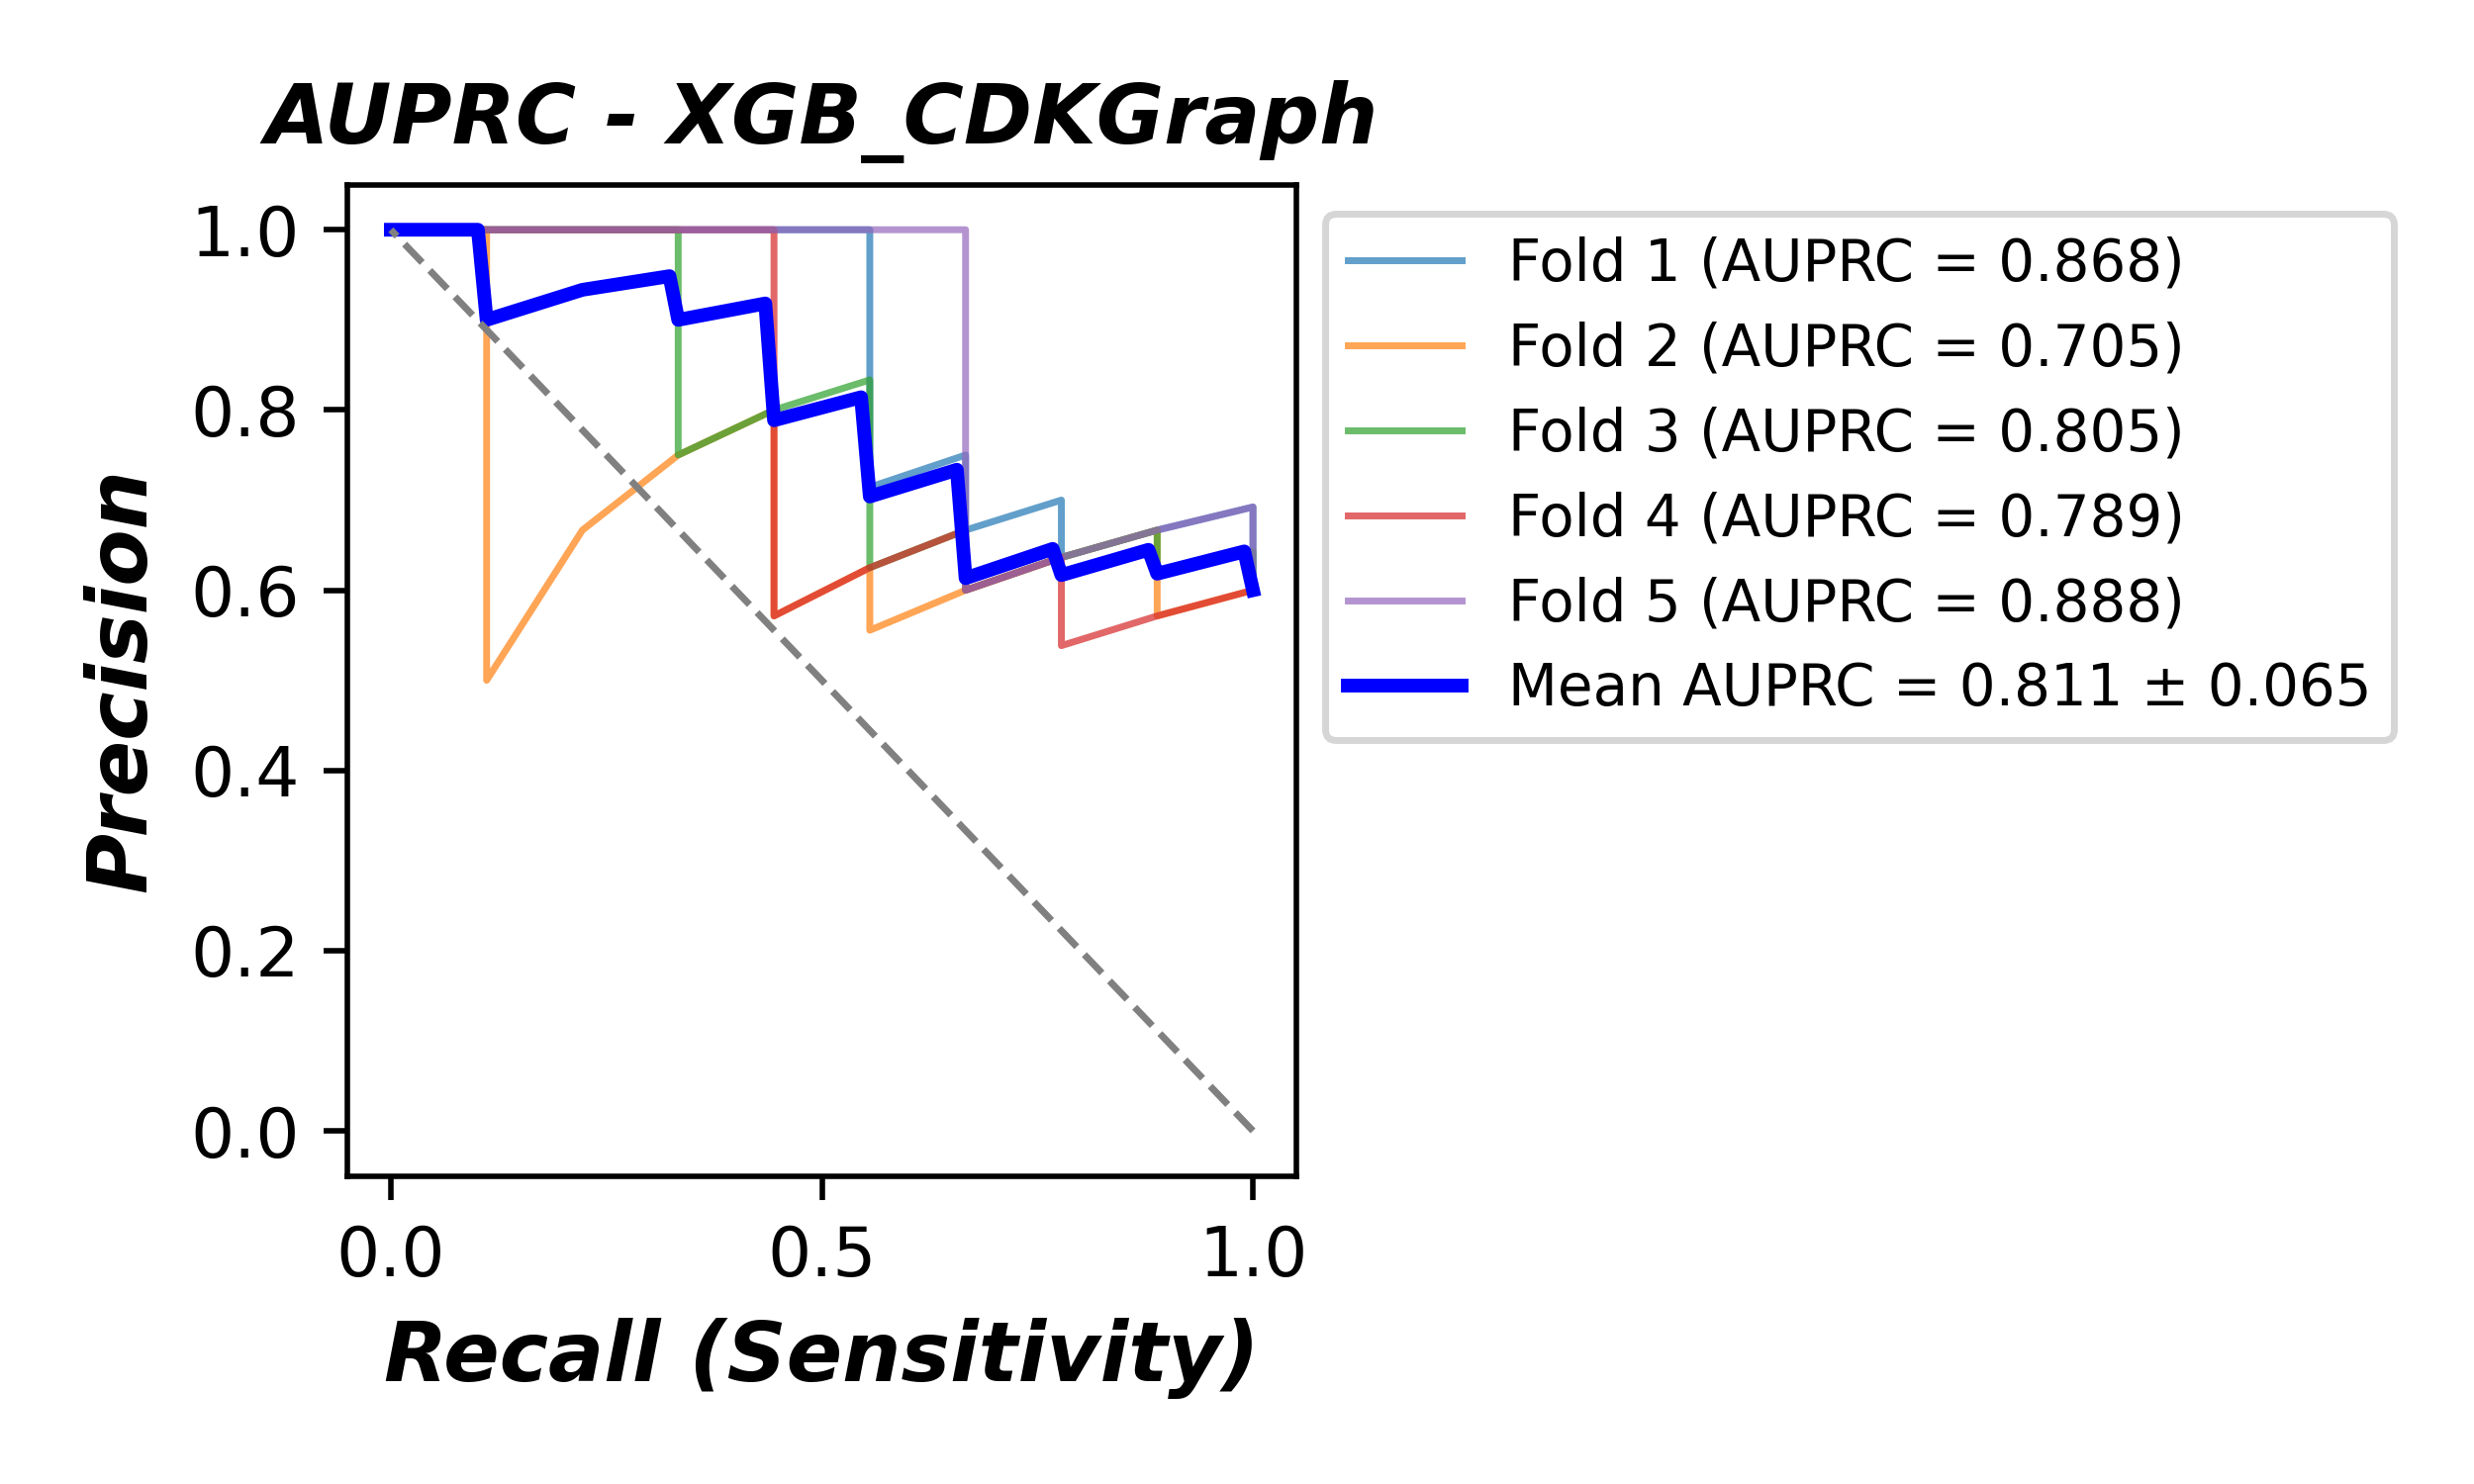 AUPRC - XGB_CDKGraph
Precision
1.0
0.8
0.6
0.4
0.2
0.0
0.0 0.5 1.0
Recall (Sensitivity)
Fold 1 (AUPRC = 0.868)
Fold 2 (AUPRC = 0.705)
Fold 3 (AUPRC = 0.805)
Fold 4 (AUPRC = 0.789)
Fold 5 (AUPRC = 0.888)
Mean AUPRC = 0.811 ± 0.065